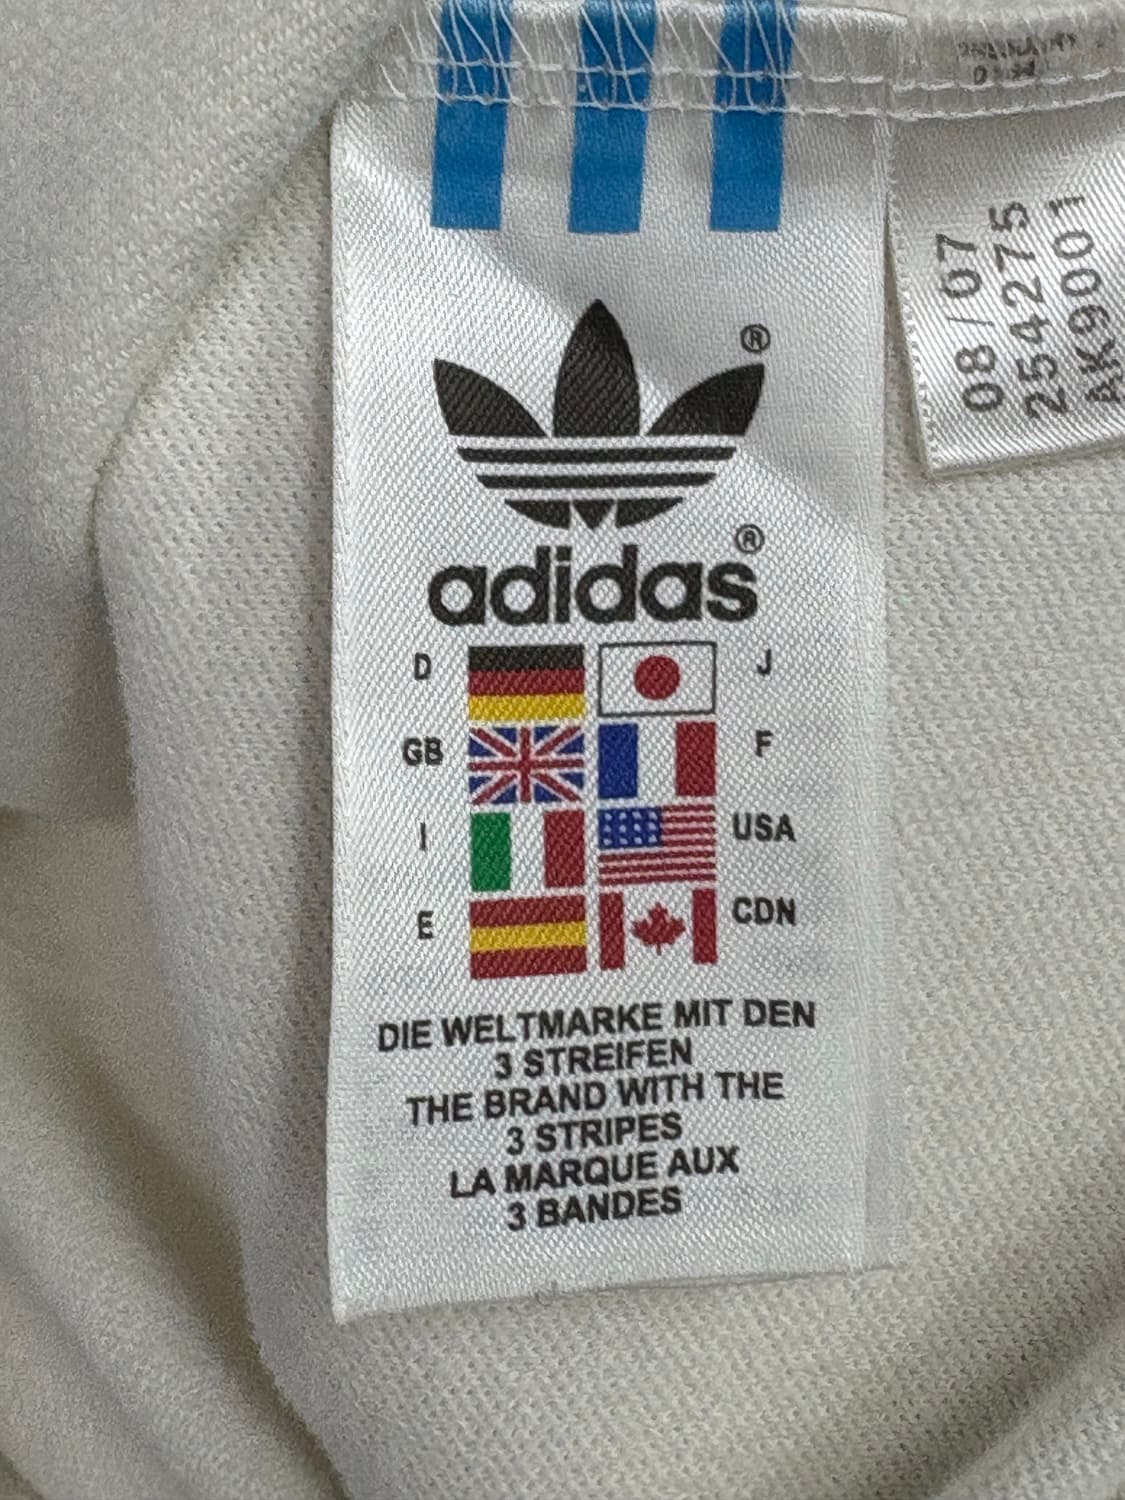 08/07
254275
AK9001
®
adidas®
D J
GB F
I USA
E CDN
DIE WELTMARKE MIT DEN
3 STREIFEN
THE BRAND WITH THE
3 STRIPES
LA MARQUE AUX
3 BANDES